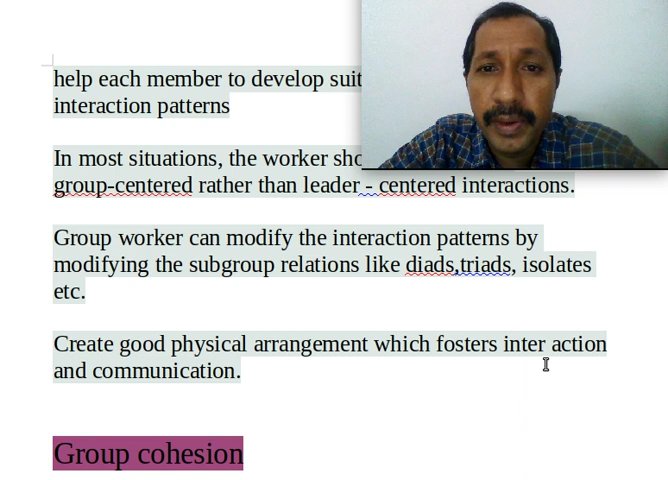 help each member to develop
interaction patterns
In most situations, the worker
group-centered rather than leader - centered interactions.
Group worker can modify the interaction patterns by
modifying the subgroup relations like diads,triads, isolates
etc.
Create good physical arrangement which fosters inter action
and communication.
Group cohesion